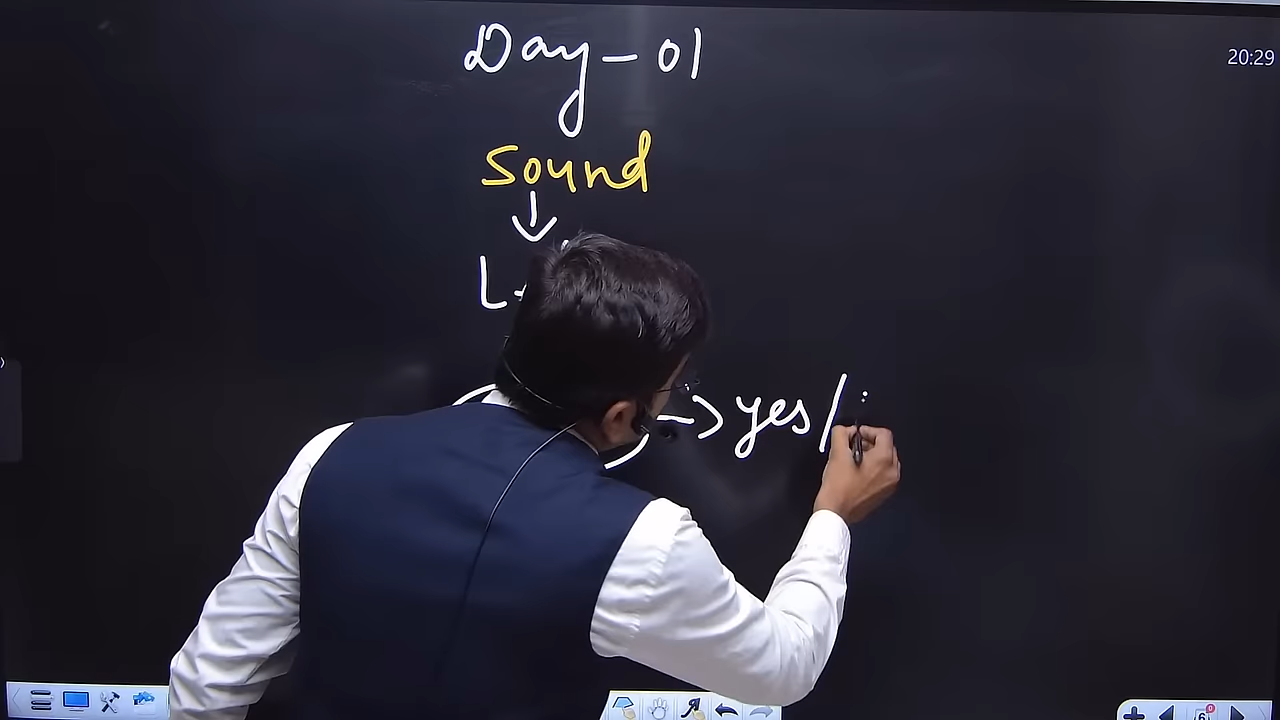 Day-01
20:29
Sound
↓
L
→ yes/